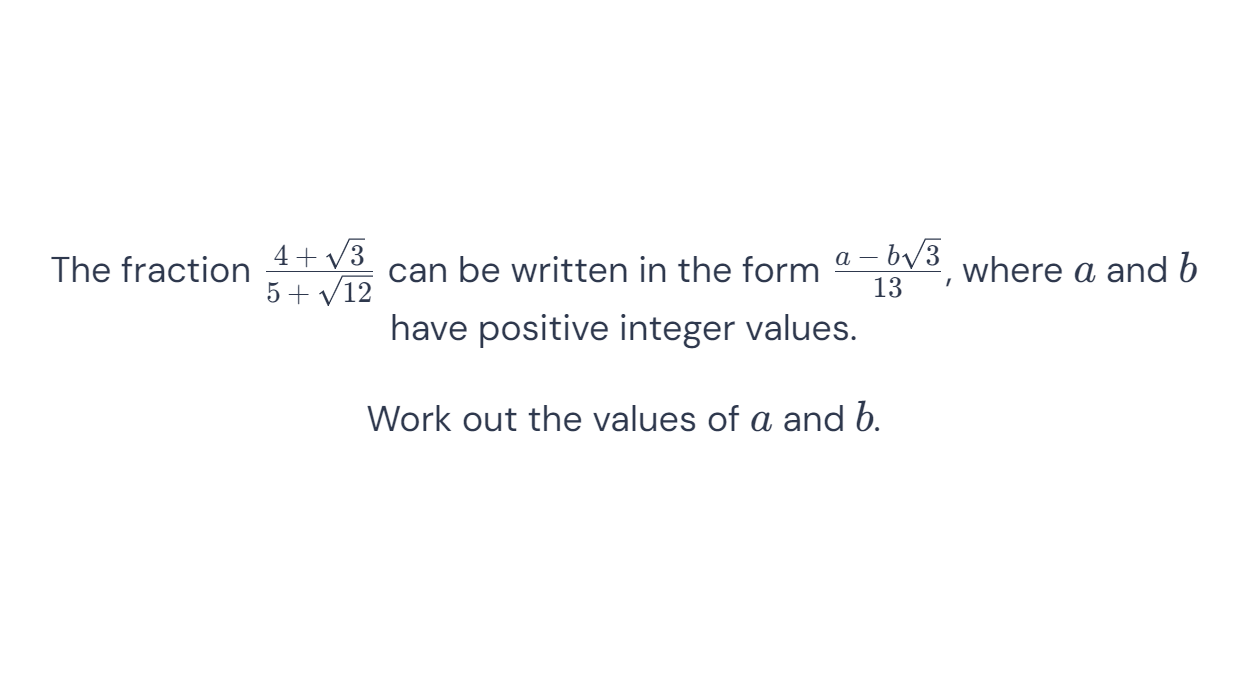 The fraction $\frac{4+\sqrt{3}}{5+\sqrt{12}}$ can be written in the form $\frac{a-b\sqrt{3}}{13}$, where $a$ and $b$
have positive integer values.
Work out the values of $a$ and $b$.